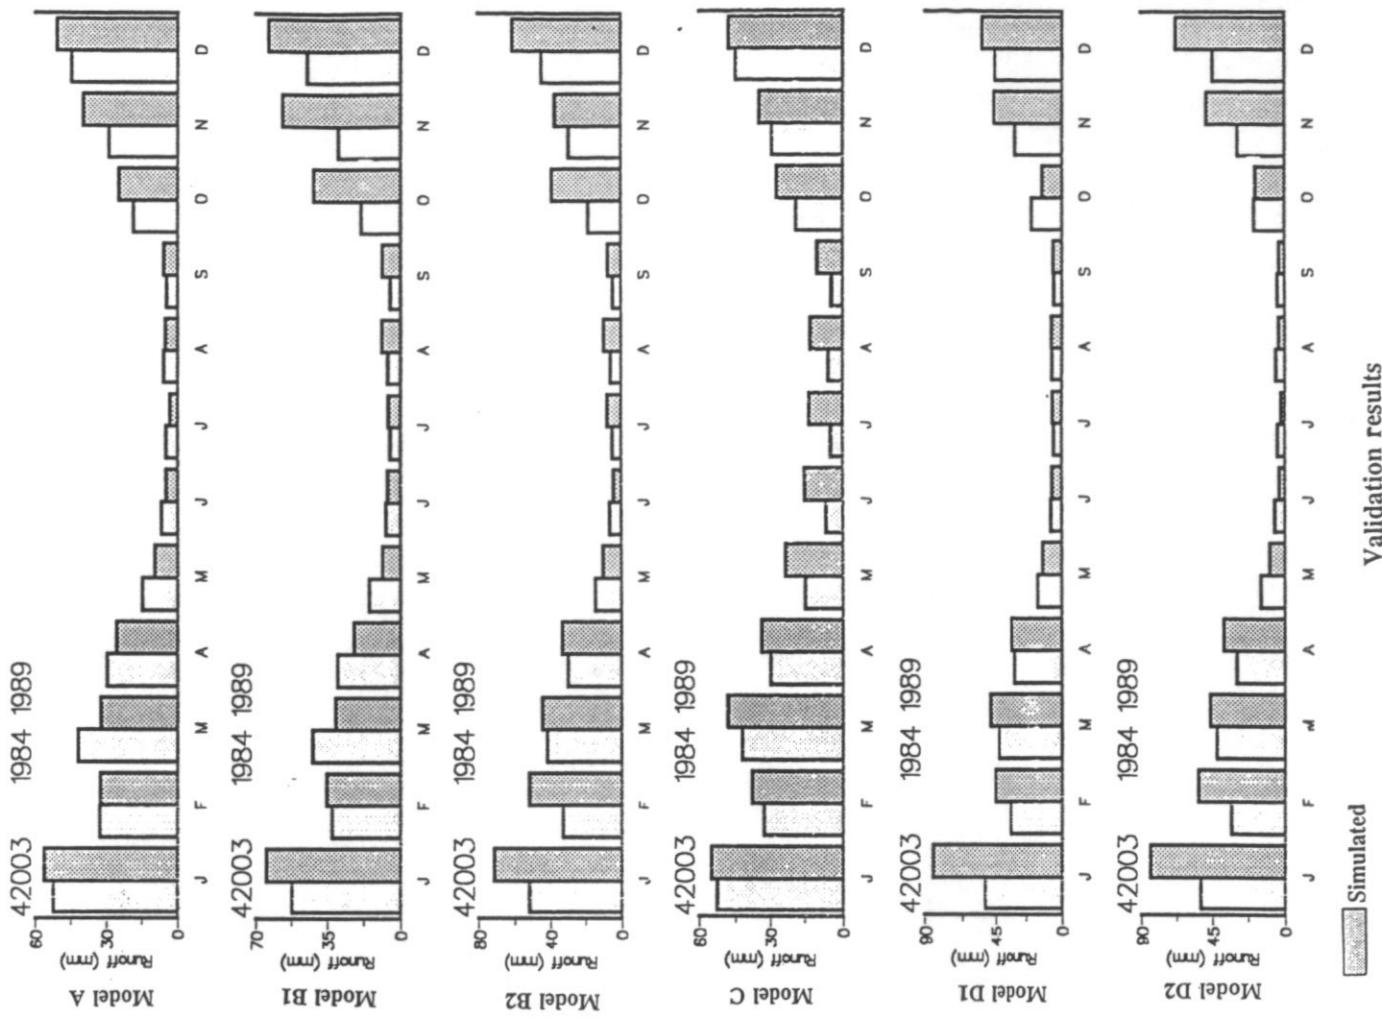 42003 1984 1989
Model A
Runoff (mm)
60
30
0
J F M A M J J A S O N D
42003 1984 1989
Model B1
Runoff (mm)
70
35
0
J F M A M J J A S O N D
42003 1984 1989
Model B2
Runoff (mm)
80
40
0
J F M A M J J A S O N D
42003 1984 1989
Model C
Runoff (mm)
60
30
0
J F M A M J J A S O N D
42003 1984 1989
Model D1
Runoff (mm)
90
45
0
J F M A M J J A S O N D
42003 1984 1989
Model D2
Runoff (mm)
90
45
0
J F M A M J J A S O N D
Simulated
Validation results